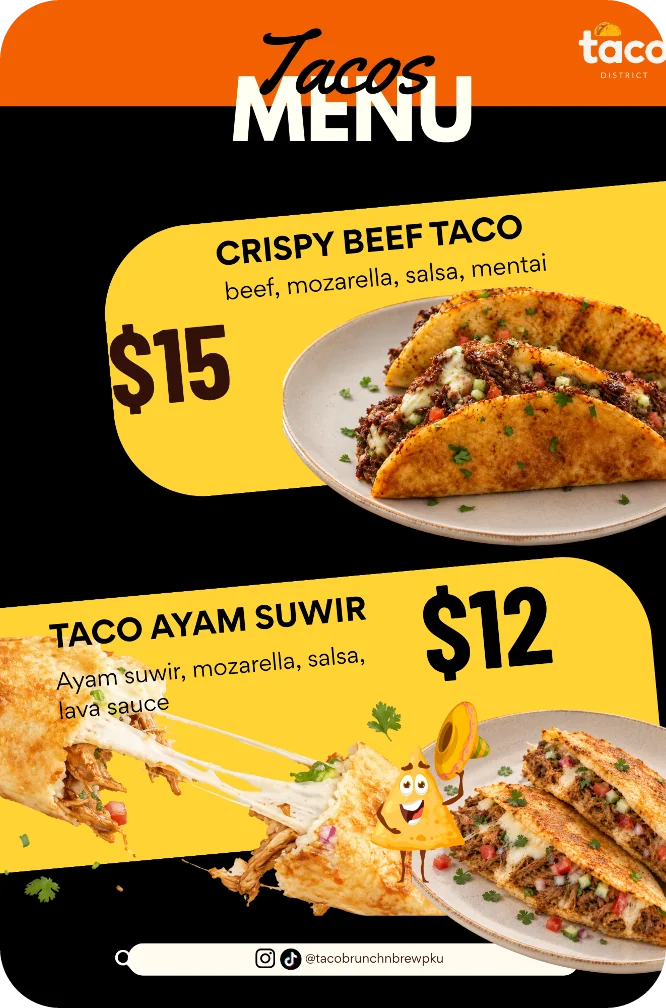 Tacos
MENU
taco
DISTRICT
CRISPY BEEF TACO
beef, mozarella, salsa, mentai
$15
TACO AYAM SUWIR
Ayam suwir, mozarella, salsa,
lava sauce
$12
@tacobrunchnbrewpku